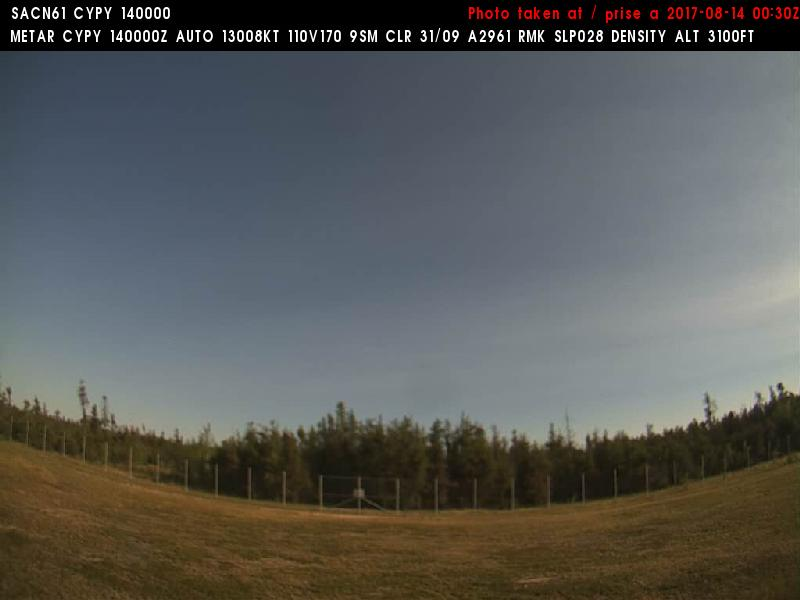 SACN61 CYPY 140000
Photo taken at / prise a 2017-08-14 00:30Z
METAR CYPY 140000Z AUTO 13008KT 110V170 9SM CLR 31/09 A2961 RMK SLP028 DENSITY ALT 3100FT